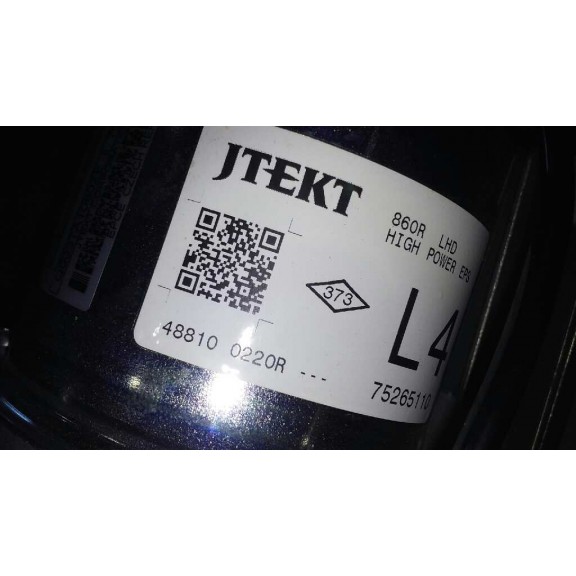 JTEKT
860R LHD
HIGH POWER EPS
373
L4
48810 0220R ---
75265110